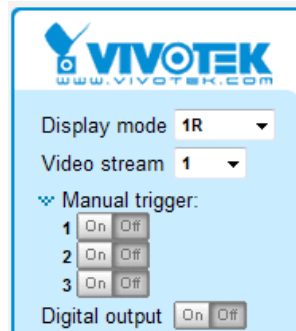 VIVOTEK
www.vivotek.com
Display mode 1R
Video stream 1
Manual trigger:
1 On Off
2 On Off
3 On Off
Digital output On Off